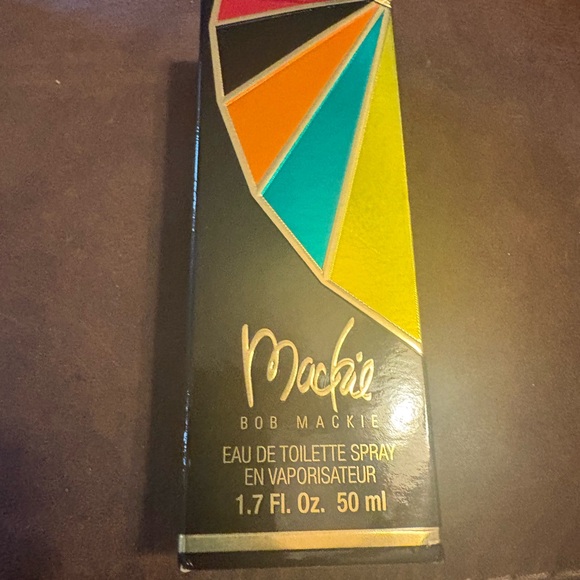 Mackie
BOB MACKIE
EAU DE TOILETTE SPRAY
EN VAPORISATEUR
1.7 Fl. Oz. 50 ml